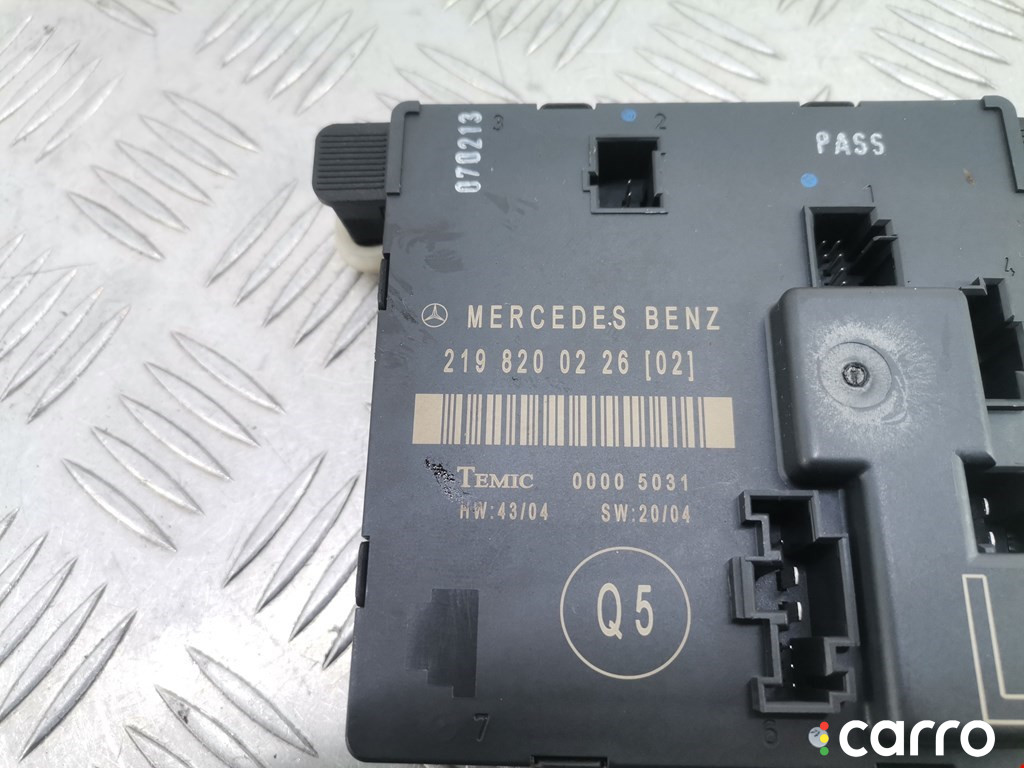 070213
3
2
PASS
1
4
MERCEDES BENZ
219 820 02 26 [02]
TEMIC 0000 5031
HW:43/04 SW:20/04
Q5
7
6
carro